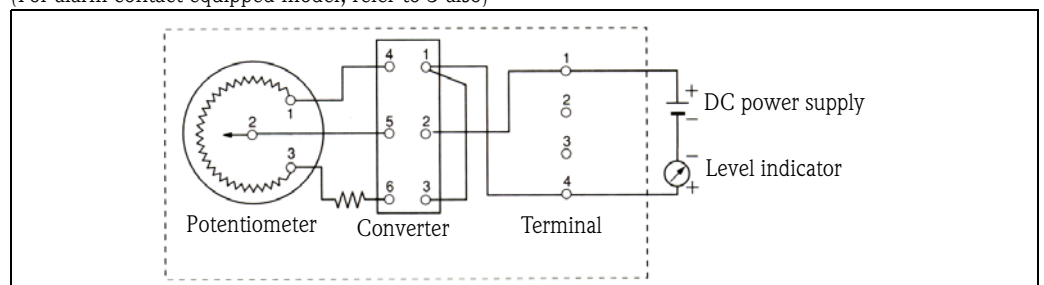 (For alarm contact equipped model, refer to 5 also)
4 1 1
+ DC power supply
1 2
2 5 2 −
3 3 − Level indicator
+
6 3 4
Potentiometer Converter Terminal